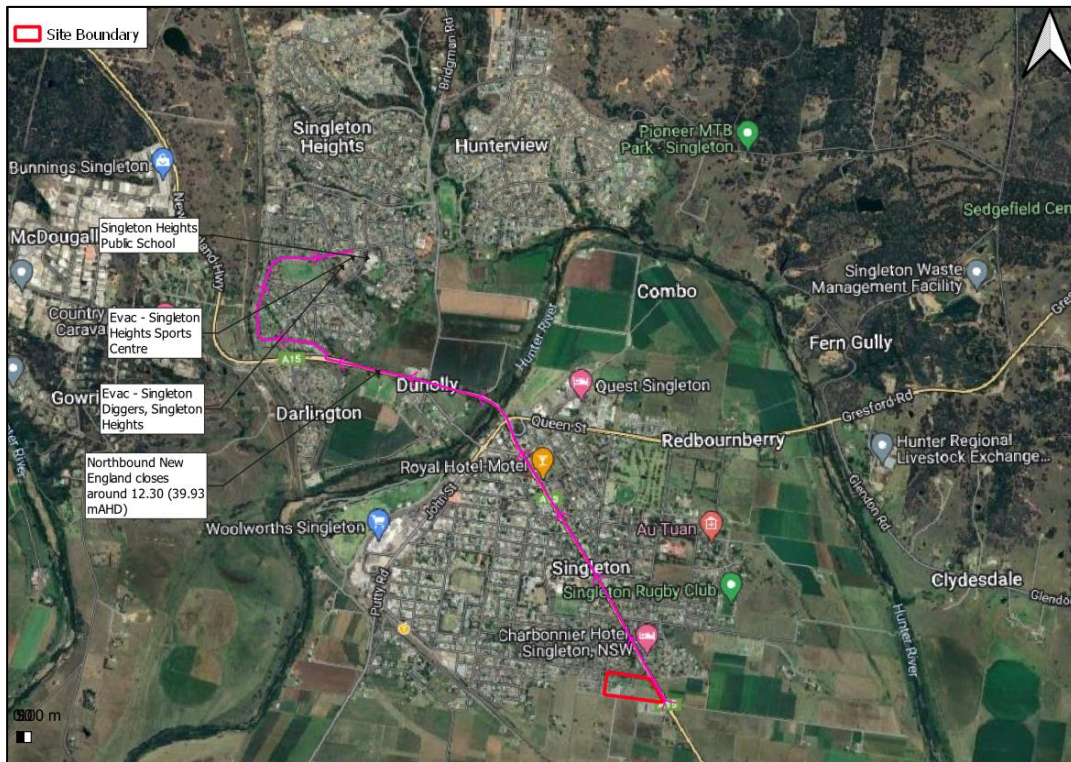 Site Boundary
Bridgman Rd
Singleton
Heights
Hunterview
Pioneer MTB
Park - Singleton
Bunnings Singleton
Sedgefield Cen
McDougall
Singleton Heights
Public School
Singleton Waste
Management Facility
Combo
Country
Carava
Evac - Singleton
Heights Sports
Centre
Hunter River
Fern Gully
A15
Gowri
Evac - Singleton
Diggers, Singleton
Heights
Darlington
Dunolly
Quest Singleton
Queen St
Redbournberry
Gresford Rd
Hunter Regional
Livestock Exchange...
Northbound New
England closes
around 12.30 (39.93
mAHD)
Royal Hotel Motel
John St
Glendon Rd
Woolworths Singleton
Au Tuan
Putty Rd
Singleton
Singleton Rugby Club
Clydesdale
Glendon
Hunter River
Charbonnier Hotel
Singleton, NSW
A15